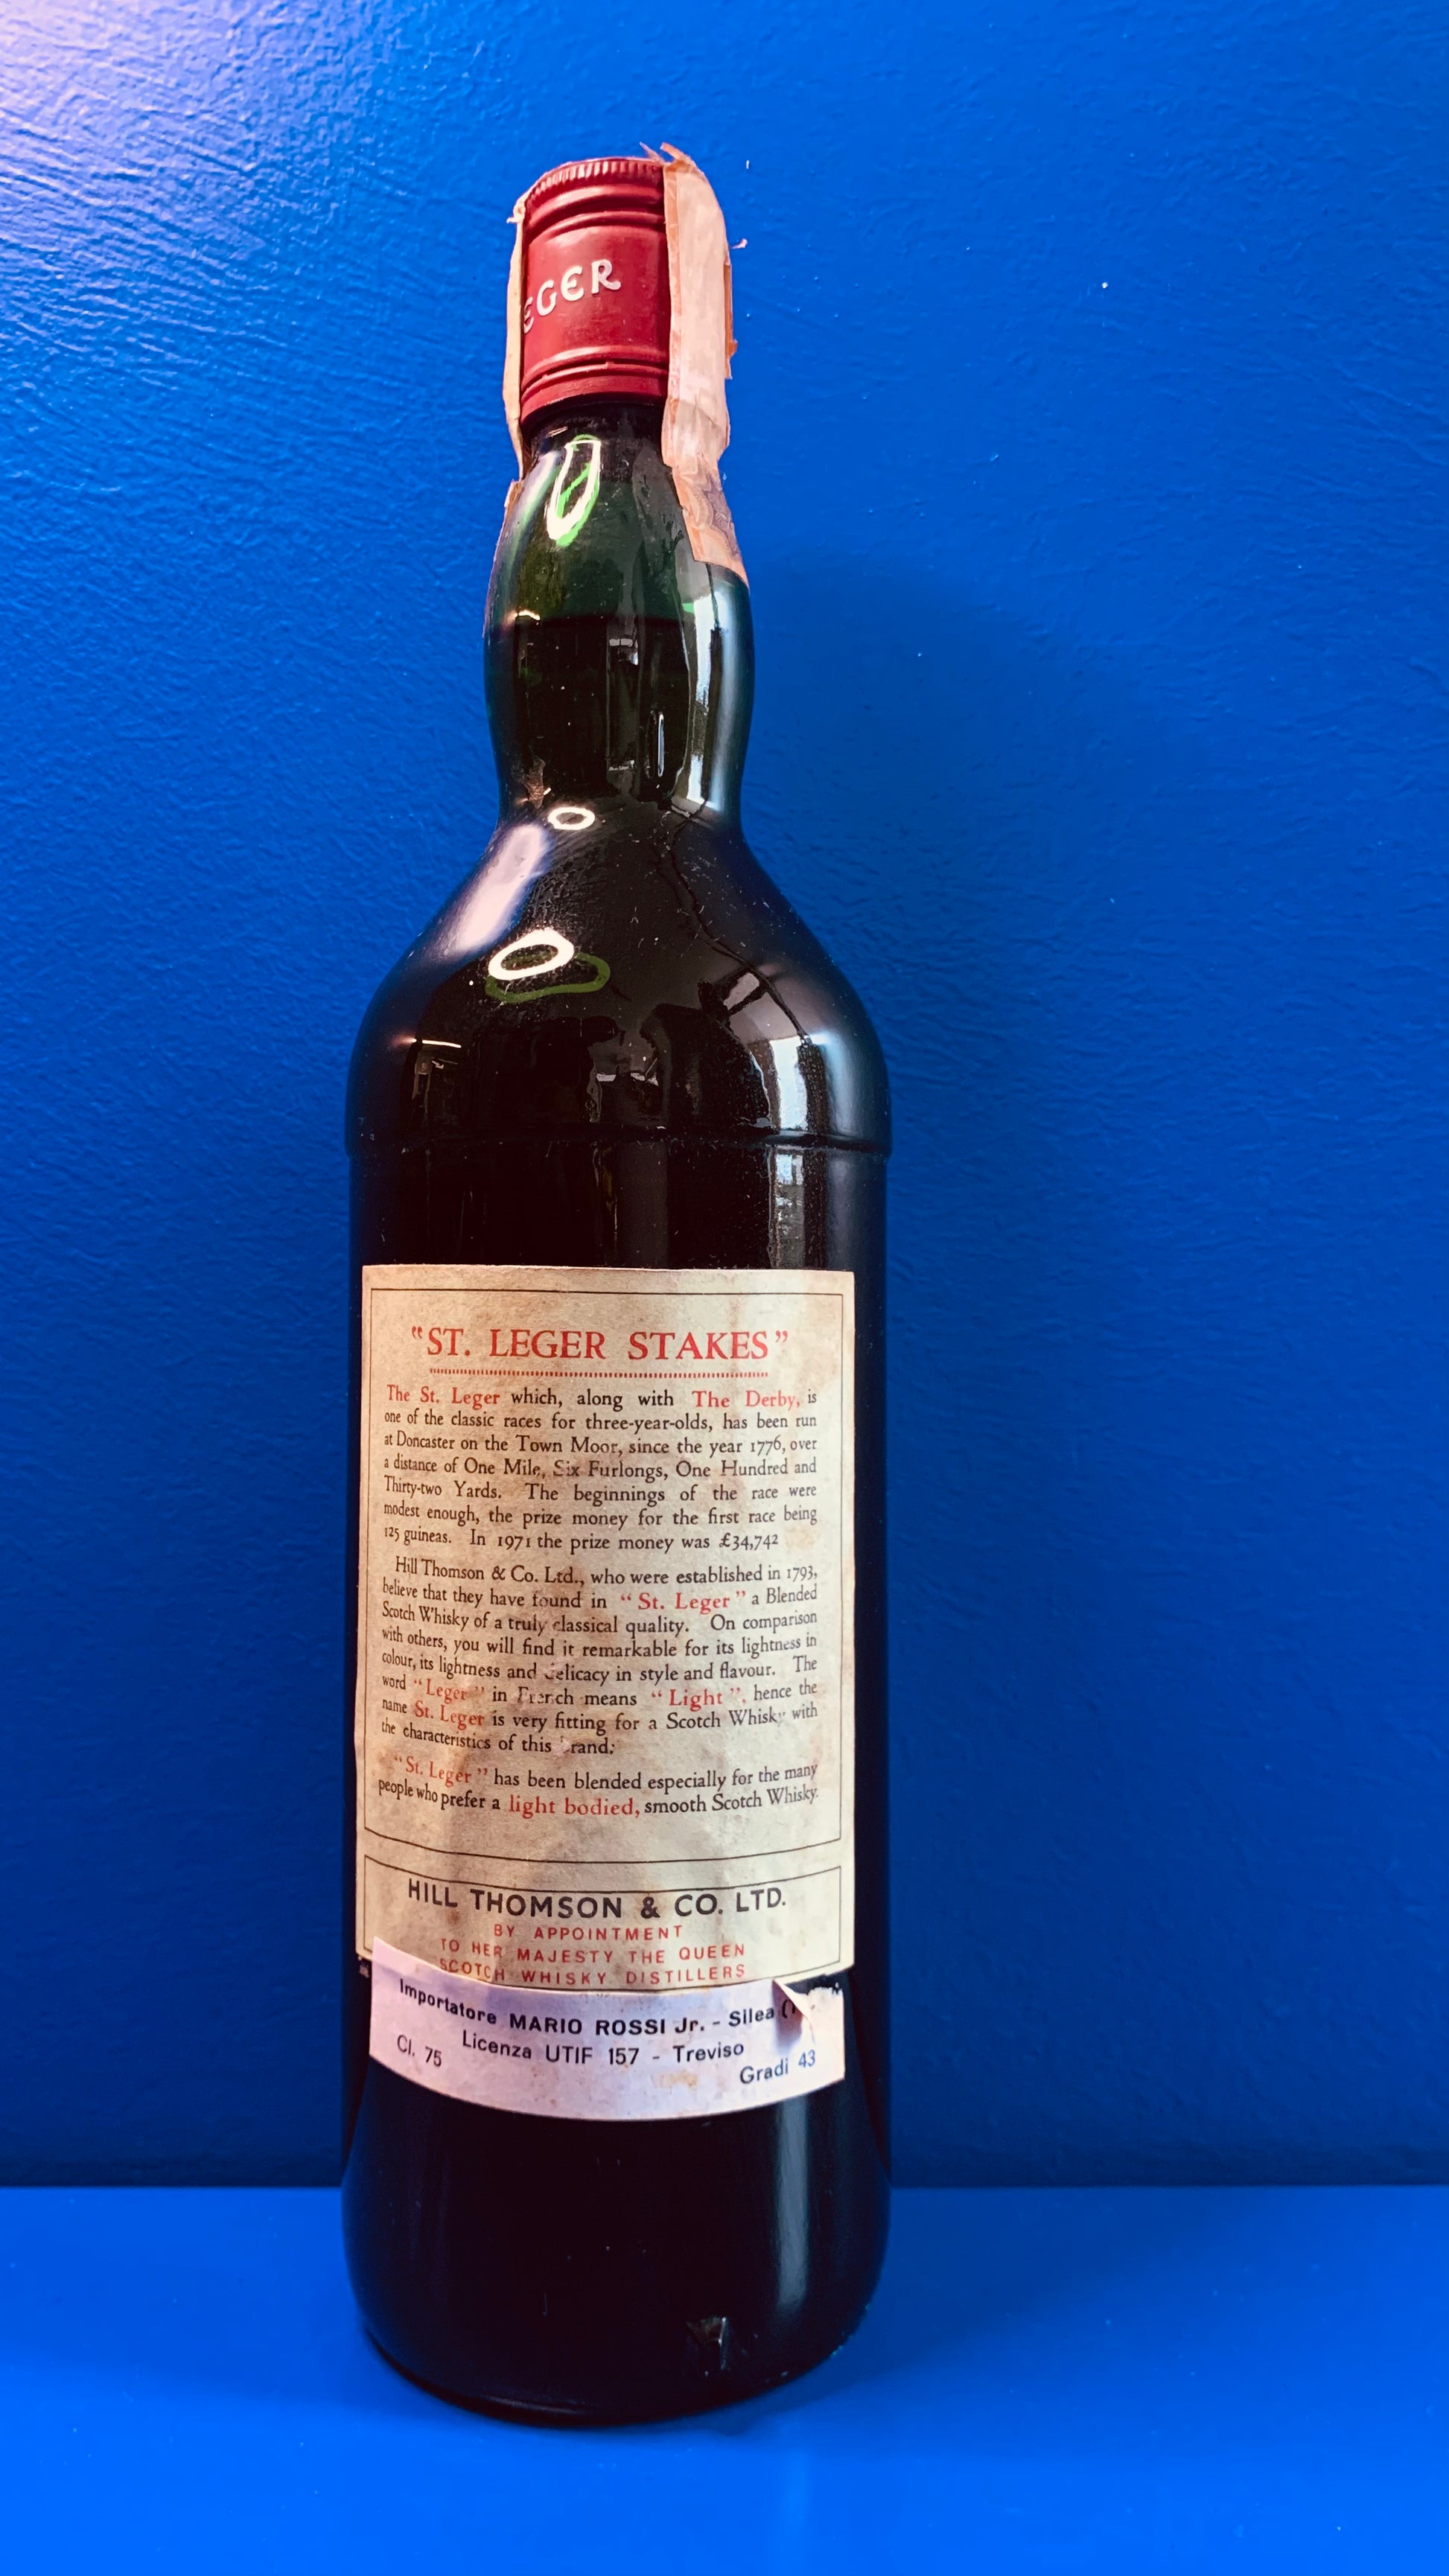 EGER
"ST. LEGER STAKES"
The St. Leger which, along with The Derby, is
one of the classic races for three-year-olds, has been run
at Doncaster on the Town Moor, since the year 1776, over
a distance of One Mile, Six Furlongs, One Hundred and
Thirty-two Yards. The beginnings of the race were
modest enough, the prize money for the first race being
125 guineas. In 1971 the prize money was £34,742
Hill Thomson & Co. Ltd., who were established in 1793,
believe that they have found in "St. Leger" a Blended
Scotch Whisky of a truly classical quality. On comparison
with others, you will find it remarkable for its lightness in
colour, its lightness and delicacy in style and flavour. The
word "Leger" in French means "Light", hence the
name St. Leger is very fitting for a Scotch Whisky with
the characteristics of this brand.
"St. Leger" has been blended especially for the many
people who prefer a light bodied, smooth Scotch Whisky.
HILL THOMSON & CO. LTD.
BY APPOINTMENT
TO HER MAJESTY THE QUEEN
SCOTCH WHISKY DISTILLERS
Importatore MARIO ROSSI Jr. - Silea
Licenza UTIF 157 - Treviso
Cl. 75 Gradi 43